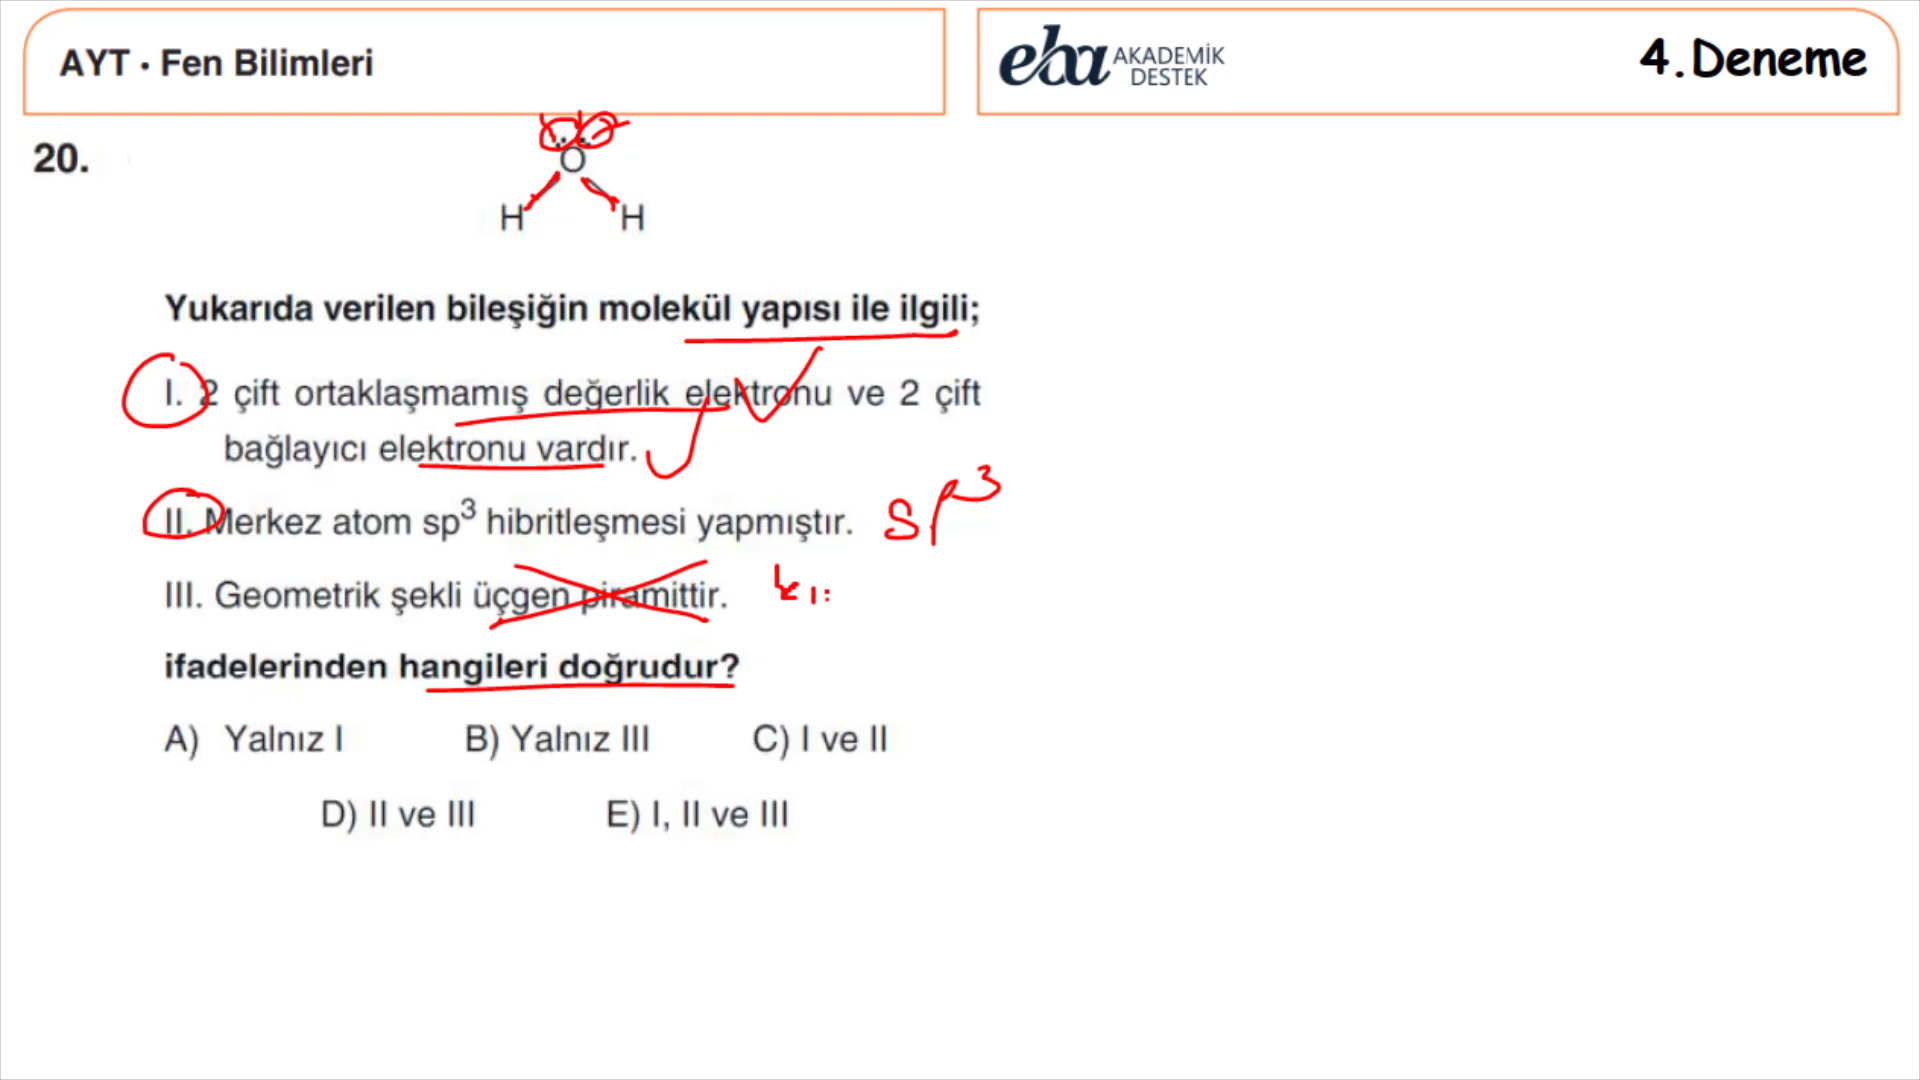 AYT • Fen Bilimleri
eba AKADEMİK DESTEK
4.Deneme
20.
O
H H
Yukarıda verilen bileşiğin molekül yapısı ile ilgili;
I. 2 çift ortaklaşmamış değerlik elektronu ve 2 çift
bağlayıcı elektronu vardır.
II. Merkez atom sp³ hibritleşmesi yapmıştır. sp³
III. Geometrik şekli üçgen piramittir. kı
ifadelerinden hangileri doğrudur?
A) Yalnız I B) Yalnız III C) I ve II
D) II ve III E) I, II ve III